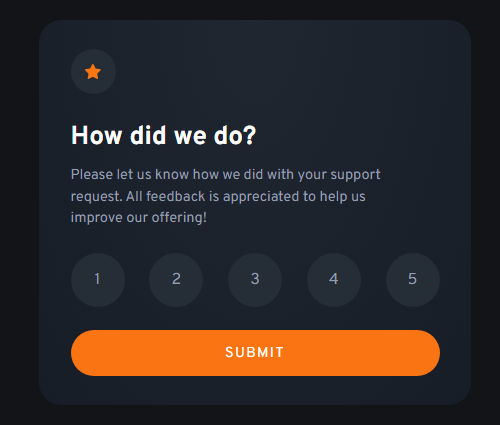 How did we do?
Please let us know how we did with your support
request. All feedback is appreciated to help us
improve our offering!
1 2 3 4 5
SUBMIT